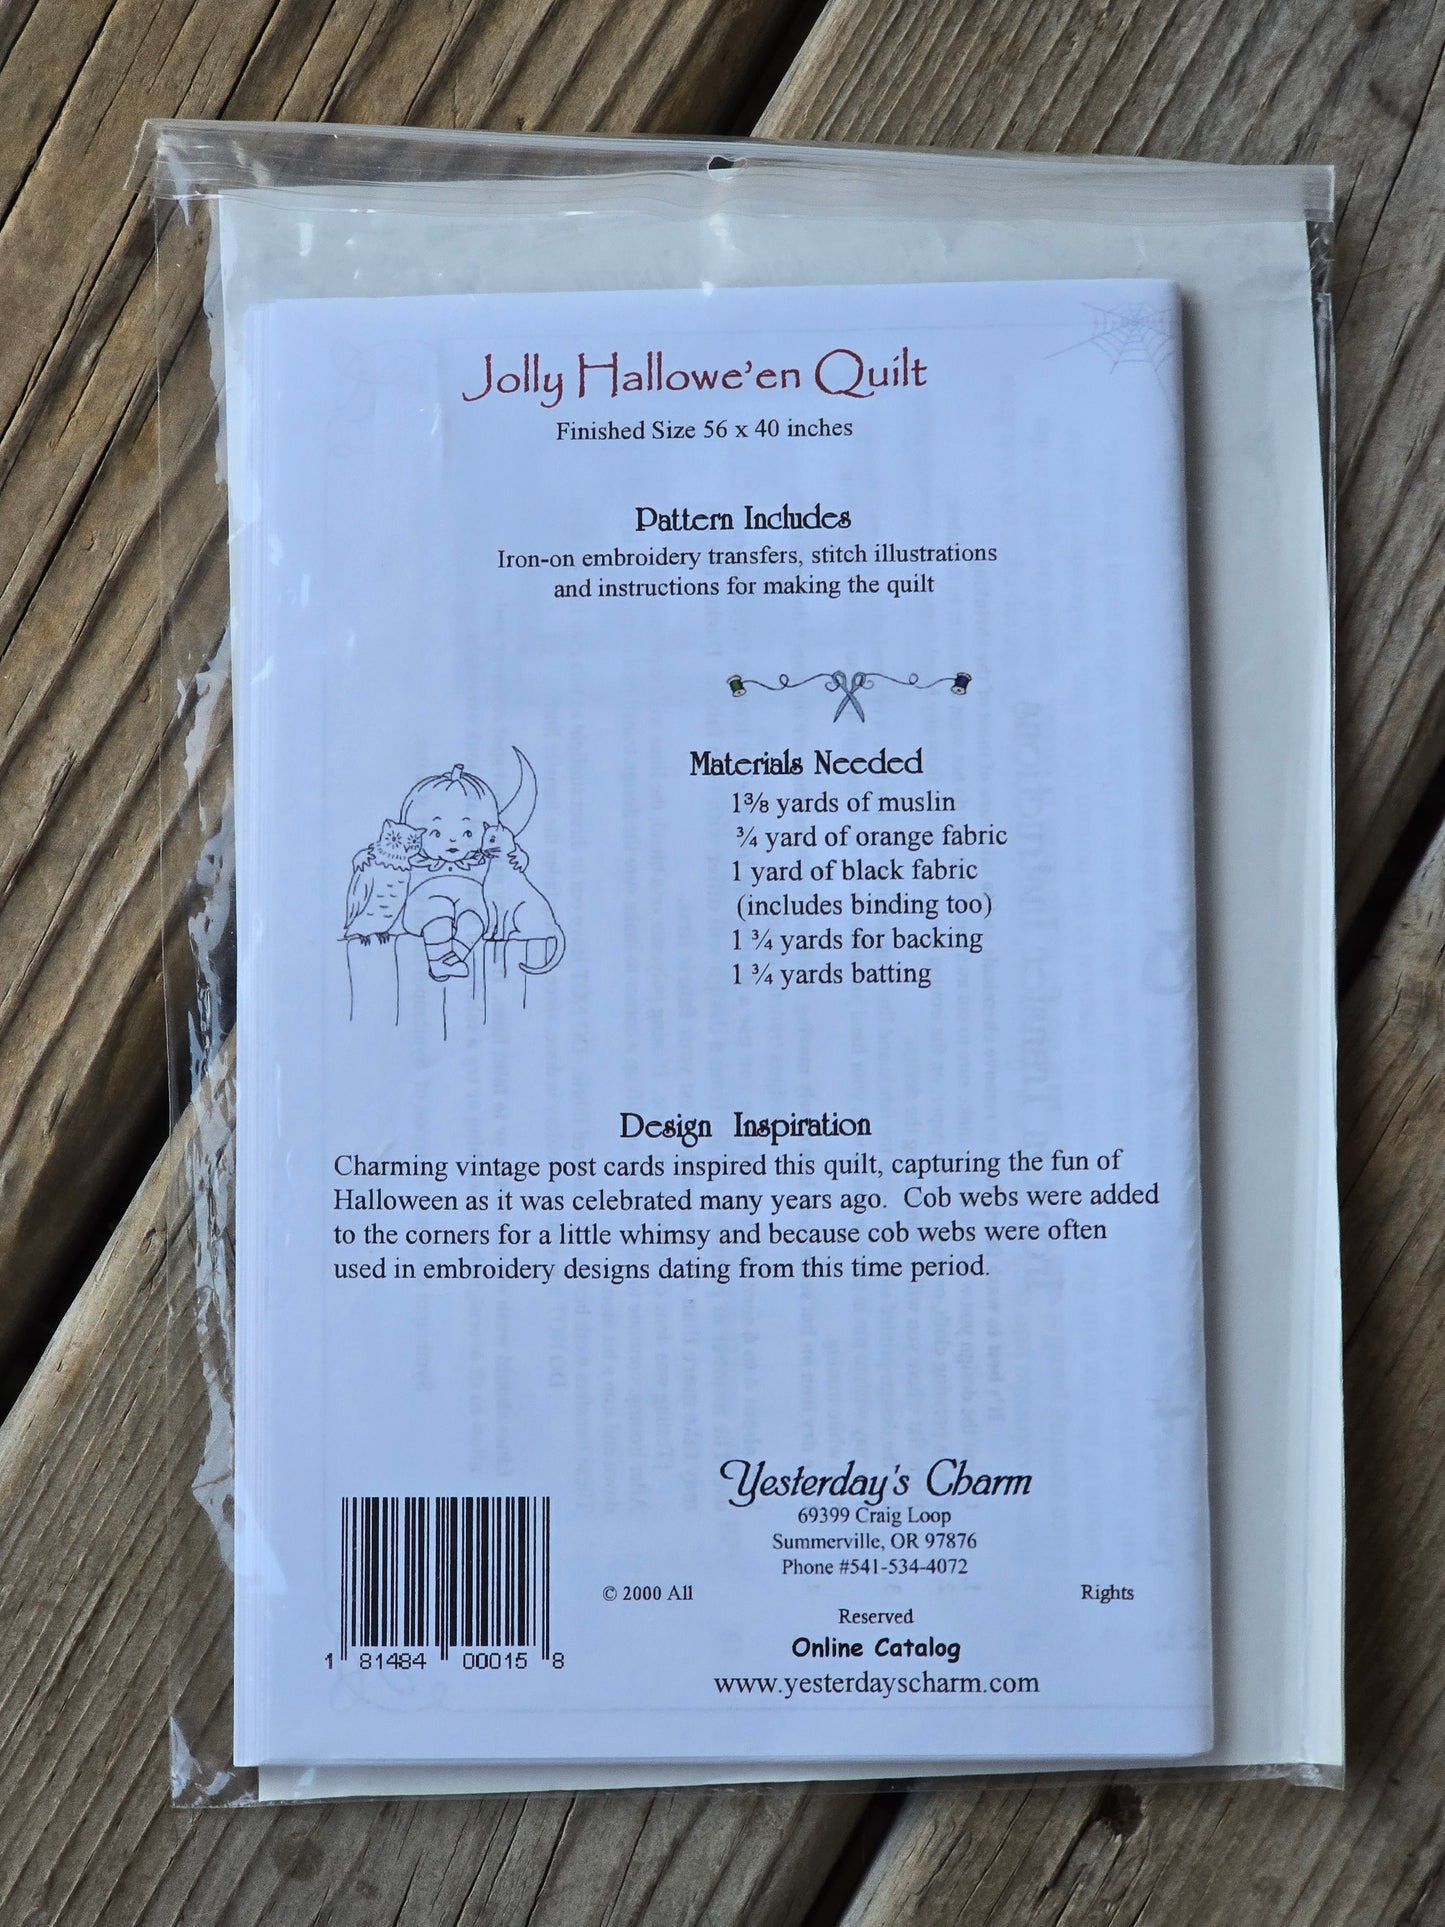 Jolly Hallowe'en Quilt
Finished Size 56 x 40 inches
Pattern Includes
Iron-on embroidery transfers, stitch illustrations
and instructions for making the quilt
Materials Needed
1⅜ yards of muslin
¾ yard of orange fabric
1 yard of black fabric
(includes binding too)
1 ¾ yards for backing
1 ¾ yards batting
Design Inspiration
Charming vintage post cards inspired this quilt, capturing the fun of
Halloween as it was celebrated many years ago. Cob webs were added
to the corners for a little whimsy and because cob webs were often
used in embroidery designs dating from this time period.
Yesterday's Charm
69399 Craig Loop
Summerville, OR 97876
Phone #541-534-4072
© 2000 All Rights
Reserved
Online Catalog
www.yesterdayscharm.com
1 81484 00015 8